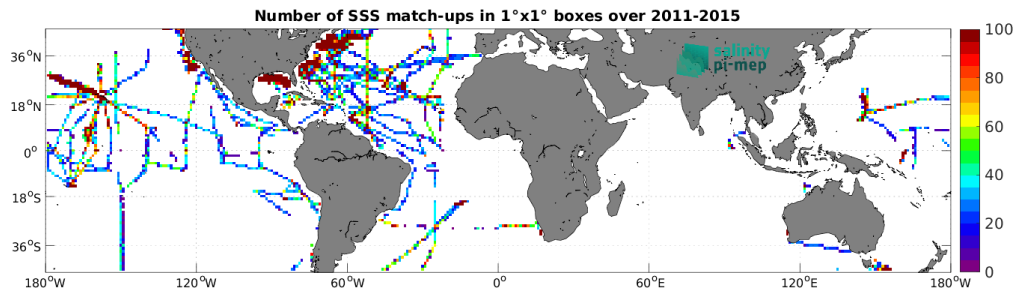 Number of SSS match-ups in 1°x1° boxes over 2011-2015
salinity
pi-mep
36°N
18°N
0°
18°S
36°S
180°W 120°W 60°W 0° 60°E 120°E 180°W
100
80
60
40
20
0